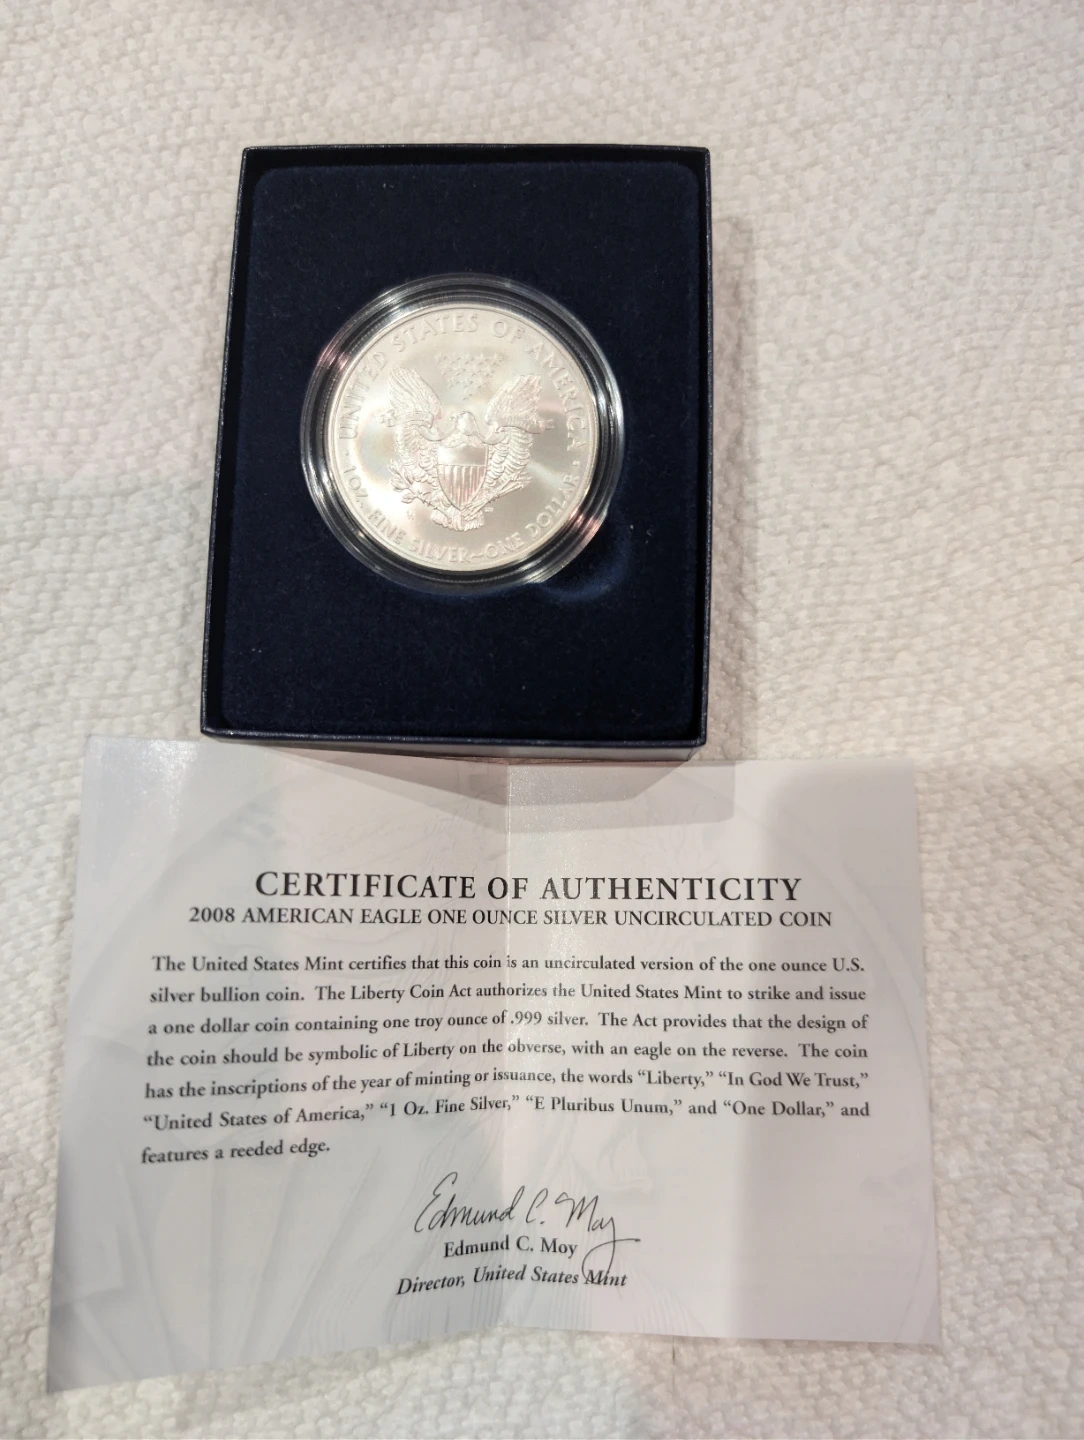 UNITED STATES OF AMERICA
1 OZ. FINE SILVER—ONE DOLLAR
CERTIFICATE OF AUTHENTICITY
2008 AMERICAN EAGLE ONE OUNCE SILVER UNCIRCULATED COIN
The United States Mint certifies that this coin is an uncirculated version of the one ounce U.S.
silver bullion coin. The Liberty Coin Act authorizes the United States Mint to strike and issue
a one dollar coin containing one troy ounce of .999 silver. The Act provides that the design of
the coin should be symbolic of Liberty on the obverse, with an eagle on the reverse. The coin
has the inscriptions of the year of minting or issuance, the words “Liberty,” “In God We Trust,”
“United States of America,” “1 Oz. Fine Silver,” “E Pluribus Unum,” and “One Dollar,” and
features a reeded edge.
Edmund C. Moy
Edmund C. Moy
Director, United States Mint